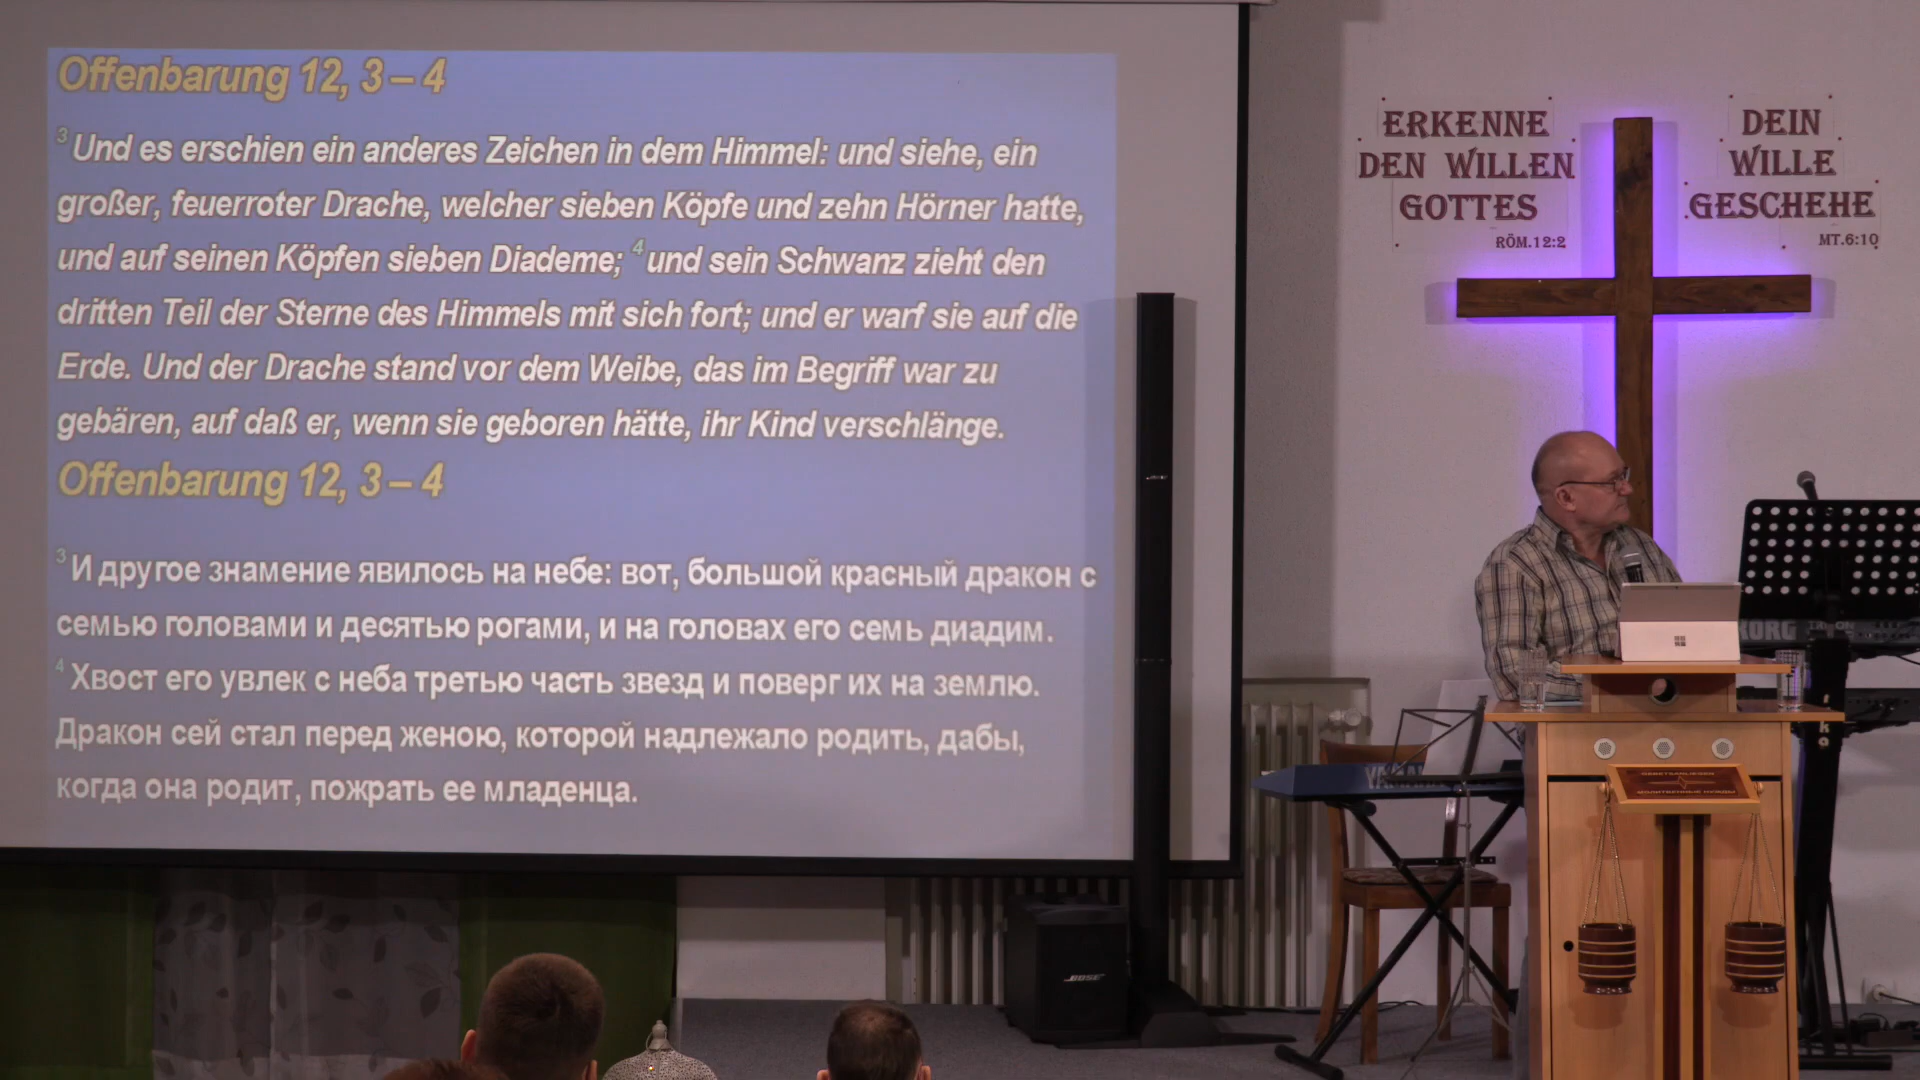 Offenbarung 12, 3 – 4
3 Und es erschien ein anderes Zeichen in dem Himmel: und siehe, ein
großer, feuerroter Drache, welcher sieben Köpfe und zehn Hörner hatte,
und auf seinen Köpfen sieben Diademe; 4 und sein Schwanz zieht den
dritten Teil der Sterne des Himmels mit sich fort; und er warf sie auf die
Erde. Und der Drache stand vor dem Weibe, das im Begriff war zu
gebären, auf daß er, wenn sie geboren hätte, ihr Kind verschlänge.
Offenbarung 12, 3 – 4
3 И другое знамение явилось на небе: вот, большой красный дракон с
семью головами и десятью рогами, и на головах его семь диадим.
4 Хвост его увлек с неба третью часть звезд и поверг их на землю.
Дракон сей стал перед женою, которой надлежало родить, дабы,
когда она родит, пожрать ее младенца.
ERKENNE
DEN WILLEN
GOTTES
RÖM.12:2
DEIN
WILLE
GESCHEHE
MT.6:10
KORG
BOSE